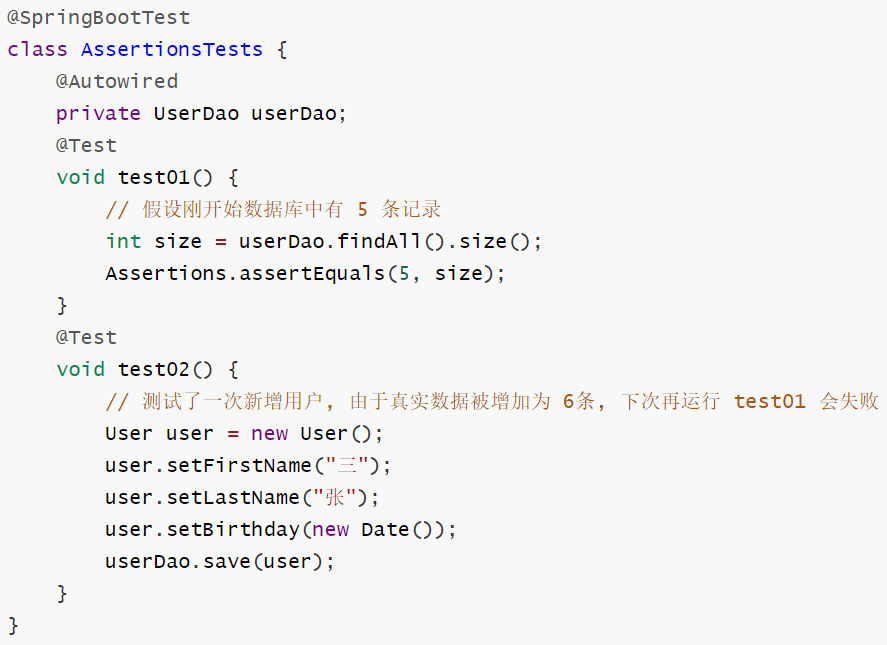 @SpringBootTest
class AssertionsTests {
    @Autowired
    private UserDao userDao;
    @Test
    void test01() {
        // 假设刚开始数据库中有 5 条记录
        int size = userDao.findAll().size();
        Assertions.assertEquals(5, size);
    }
    @Test
    void test02() {
        // 测试了一次新增用户, 由于真实数据被增加为 6条, 下次再运行 test01 会失败
        User user = new User();
        user.setFirstName("三");
        user.setLastName("张");
        user.setBirthday(new Date());
        userDao.save(user);
    }
}